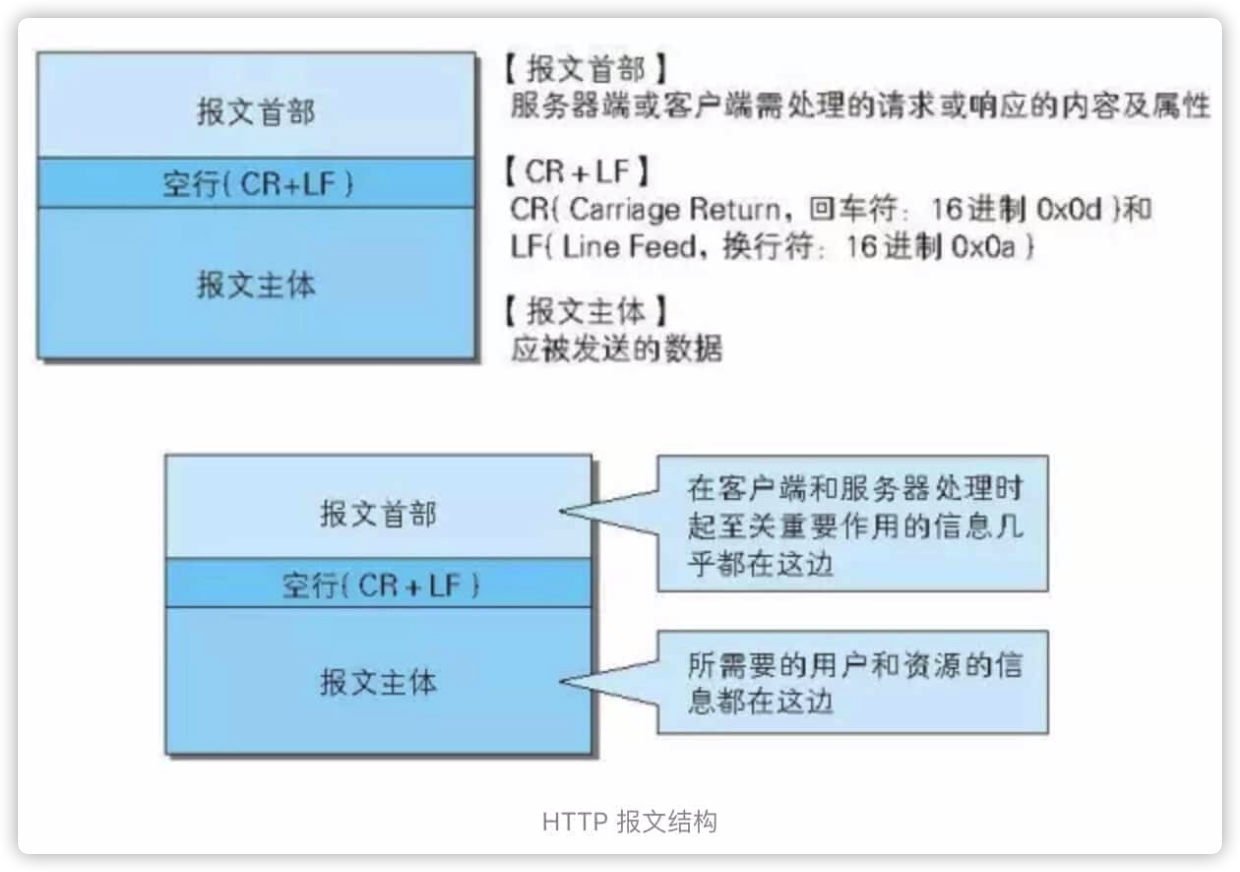 报文首部
空行(CR+LF)
报文主体
【报文首部】
服务器端或客户端需处理的请求或响应的内容及属性
【CR+LF】
CR(Carriage Return，回车符：16进制 0x0d)和
LF(Line Feed，换行符：16进制 0x0a)
【报文主体】
应被发送的数据
报文首部
空行(CR+LF)
报文主体
在客户端和服务器处理时
起至关重要作用的信息几
乎都在这边
所需要的用户和资源的信
息都在这边
HTTP 报文结构